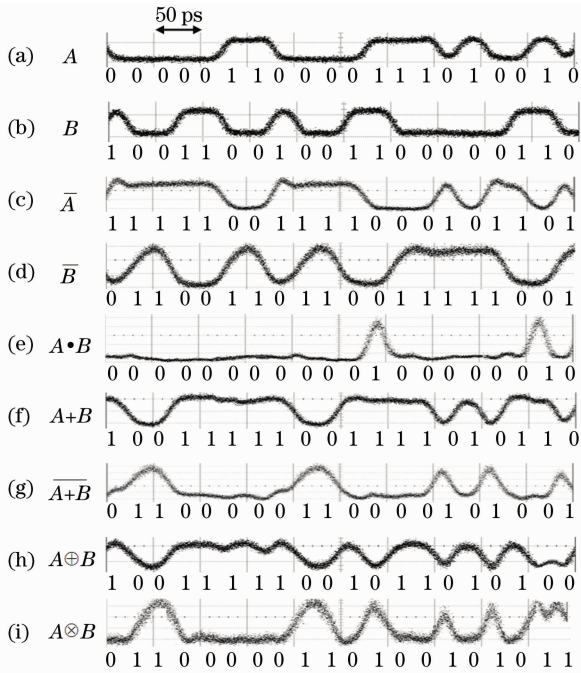 50 ps
(a) A
0 0 0 0 0 1 1 0 0 0 0 1 1 1 0 1 0 0 1 0
(b) B
1 0 0 1 1 0 0 1 0 0 1 1 0 0 0 0 0 1 1 0
(c) A̅
1 1 1 1 1 0 0 1 1 1 1 0 0 0 1 0 1 1 0 1
(d) B̅
0 1 1 0 0 1 1 0 1 1 0 0 1 1 1 1 1 0 0 1
(e) A•B
0 0 0 0 0 0 0 0 0 0 0 1 0 0 0 0 0 0 1 0
(f) A+B
1 0 0 1 1 1 1 1 0 0 1 1 1 1 0 1 0 1 1 0
(g) A̅+̅B̅
0 1 1 0 0 0 0 0 1 1 0 0 0 0 1 0 1 0 0 1
(h) A⊕B
1 0 0 1 1 1 1 1 0 0 1 0 1 1 0 1 0 1 0 0
(i) A⊗B
0 1 1 0 0 0 0 0 1 1 0 1 0 0 1 0 1 0 1 1